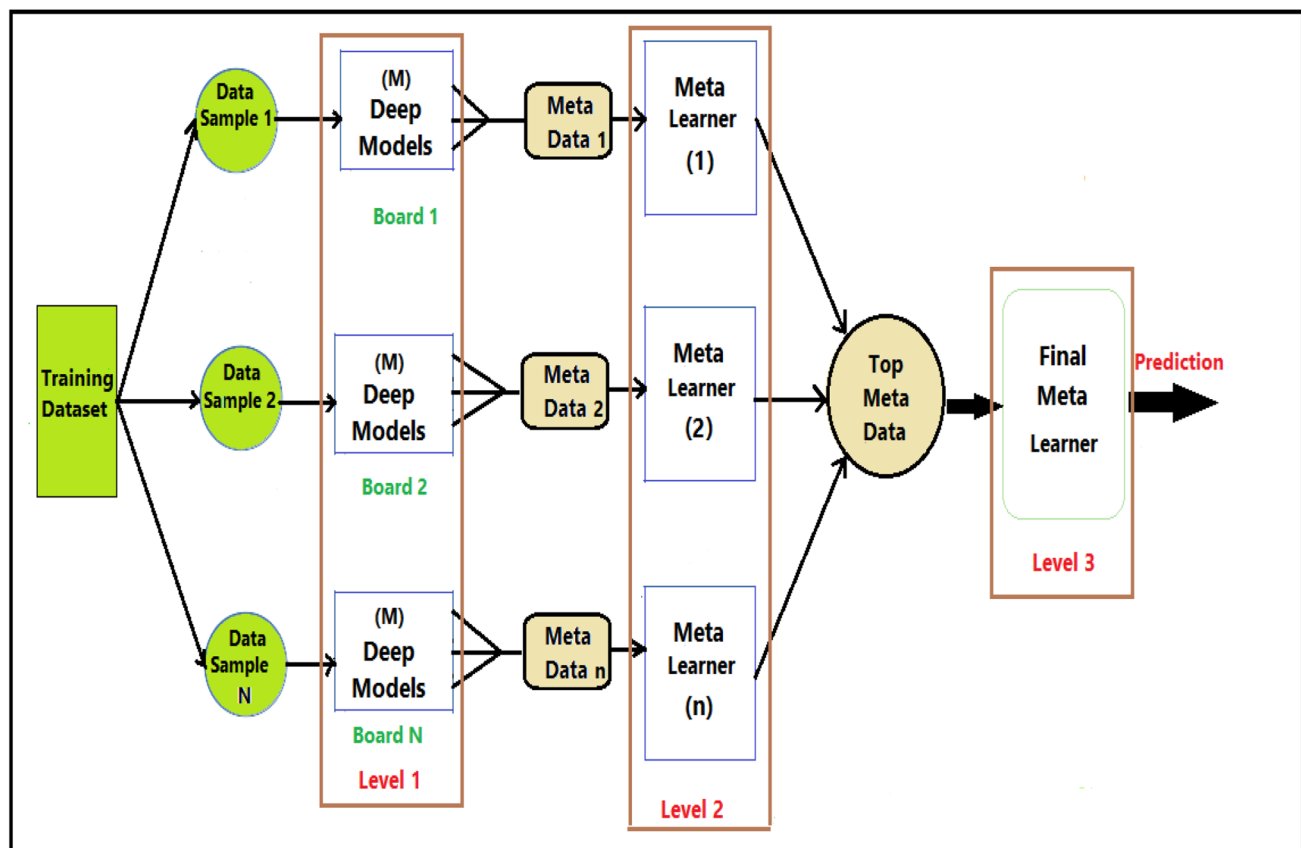 Training
Dataset
Data
Sample 1
(M)
Deep
Models
Board 1
Meta
Data 1
Meta
Learner
(1)
Data
Sample 2
(M)
Deep
Models
Board 2
Meta
Data 2
Meta
Learner
(2)
Data
Sample
N
(M)
Deep
Models
Board N
Level 1
Meta
Data n
Meta
Learner
(n)
Level 2
Top
Meta
Data
Final
Meta
Learner
Level 3
Prediction